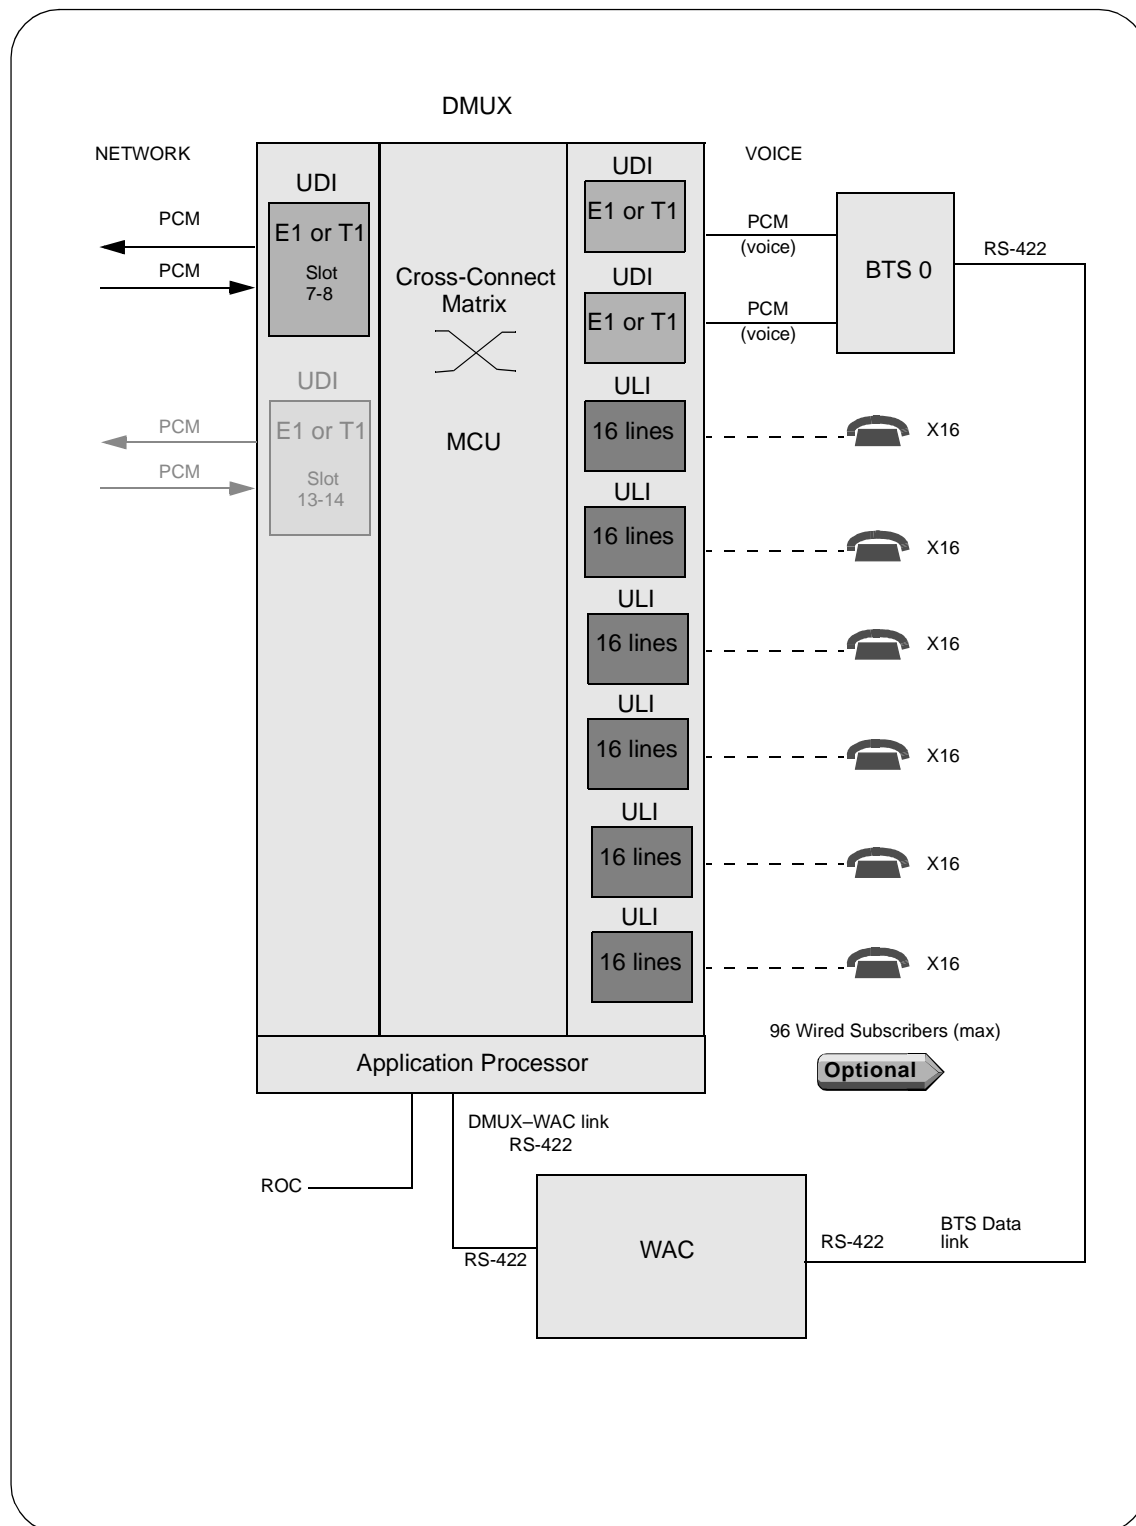 DMUX
NETWORK
VOICE
UDI
E1 or T1
Slot
7-8
PCM
PCM
UDI
E1 or T1
Slot
13-14
PCM
PCM
Cross-Connect
Matrix
MCU
UDI
E1 or T1
UDI
E1 or T1
PCM
(voice)
PCM
(voice)
BTS 0
RS-422
ULI
16 lines
X16
ULI
16 lines
X16
ULI
16 lines
X16
ULI
16 lines
X16
ULI
16 lines
X16
ULI
16 lines
X16
96 Wired Subscribers (max)
Optional
Application Processor
DMUX–WAC link
RS-422
ROC
RS-422
WAC
RS-422
BTS Data
link